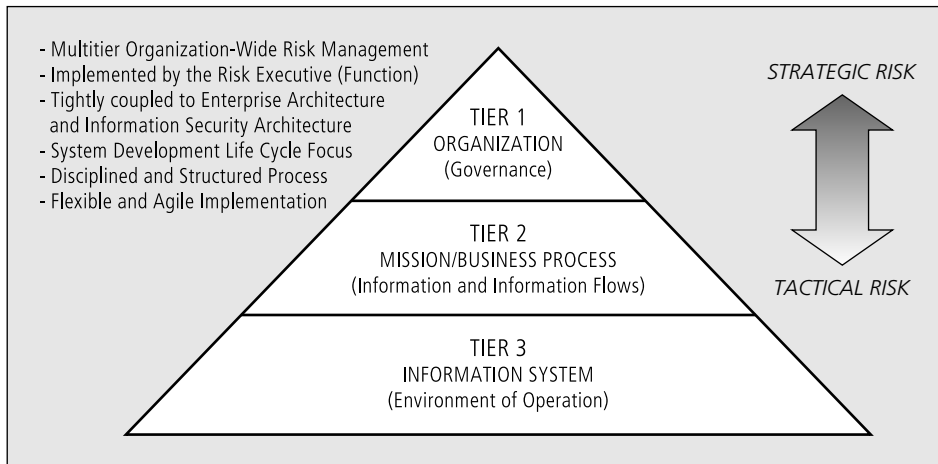 - Multitier Organization-Wide Risk Management
- Implemented by the Risk Executive (Function)
- Tightly coupled to Enterprise Architecture
and Information Security Architecture
- System Development Life Cycle Focus
- Disciplined and Structured Process
- Flexible and Agile Implementation
TIER 1
ORGANIZATION
(Governance)
TIER 2
MISSION/BUSINESS PROCESS
(Information and Information Flows)
TIER 3
INFORMATION SYSTEM
(Environment of Operation)
STRATEGIC RISK
TACTICAL RISK